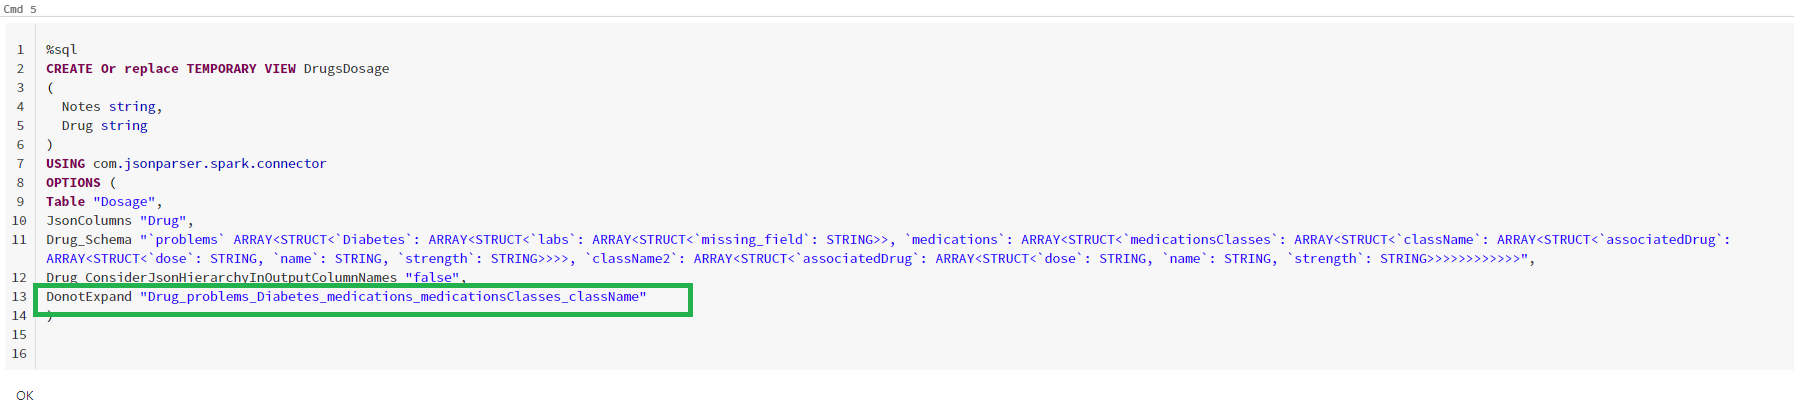 Cmd 5
1 %sql
2 CREATE Or replace TEMPORARY VIEW DrugsDosage
3 (
4 Notes string,
5 Drug string
6 )
7 USING com.jsonparser.spark.connector
8 OPTIONS (
9 Table "Dosage",
10 JsonColumns "Drug",
11 Drug_Schema "`problems` ARRAY<STRUCT<`Diabetes`: ARRAY<STRUCT<`labs`: ARRAY<STRUCT<`missing_field`: STRING>>, `medications`: ARRAY<STRUCT<`medicationsClasses`: ARRAY<STRUCT<`className`: ARRAY<STRUCT<`associatedDrug`:
ARRAY<STRUCT<`dose`: STRING, `name`: STRING, `strength`: STRING>>>>, `className2`: ARRAY<STRUCT<`associatedDrug`: ARRAY<STRUCT<`dose`: STRING, `name`: STRING, `strength`: STRING>>>>>>>>>>>>",
12 Drug_ConsiderJsonHierarchyInOutputColumnNames "false",
13 DonotExpand "Drug_problems_Diabetes_medications_medicationsClasses_className"
14 )
15
16
OK